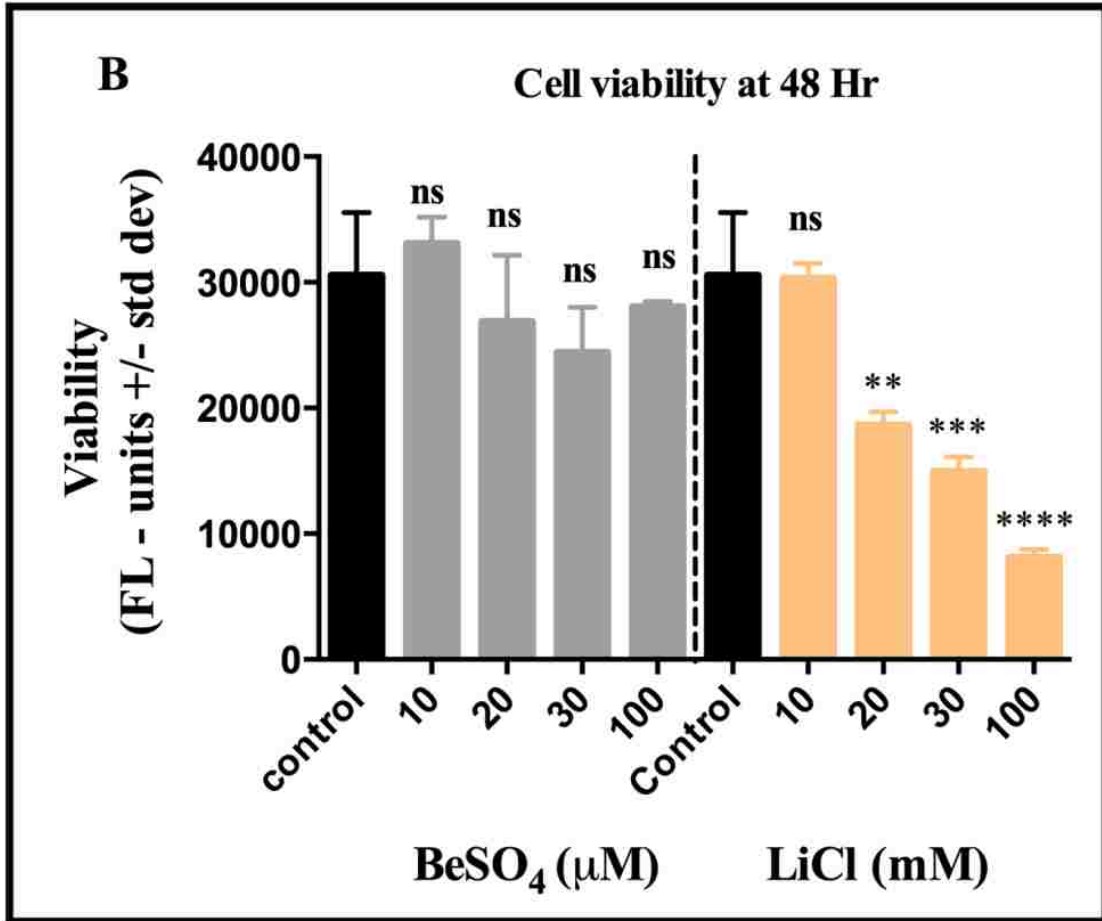 B
Cell viability at 48 Hr
Viability
(FL - units +/- std dev)
40000
30000
20000
10000
0
ns
ns
ns
ns
ns
**
***
****
control
10
20
30
100
Control
10
20
30
100
BeSO₄ (μM)
LiCl (mM)